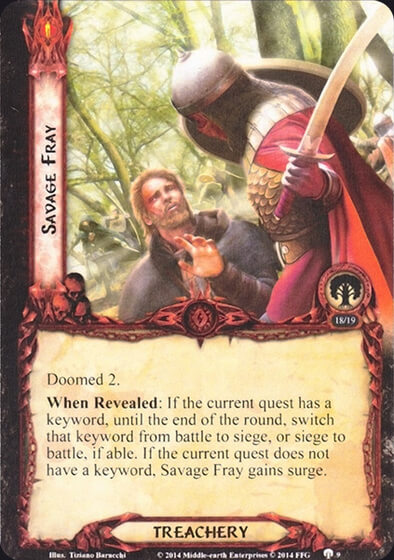 Savage Fray
18/19
Doomed 2.
When Revealed: If the current quest has a
keyword, until the end of the round, switch
that keyword from battle to siege, or siege to
battle, if able. If the current quest does not
have a keyword, Savage Fray gains surge.
TREACHERY
Illus. Tiziano Baracchi © 2014 Middle-earth Enterprises © 2014 FFG 9